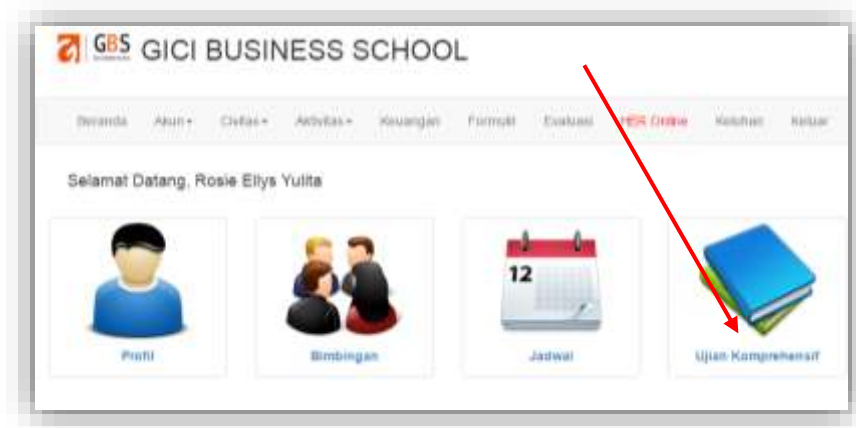 GBS GICI BUSINESS SCHOOL
Beranda Akun Civitas Aktivitas Keuangan Formulir Evaluasi HSR Online Keluhan Keluar
Selamat Datang, Rosie Ellys Yulita
12
Profil Bimbingan Jadwal Ujian Komprehensif